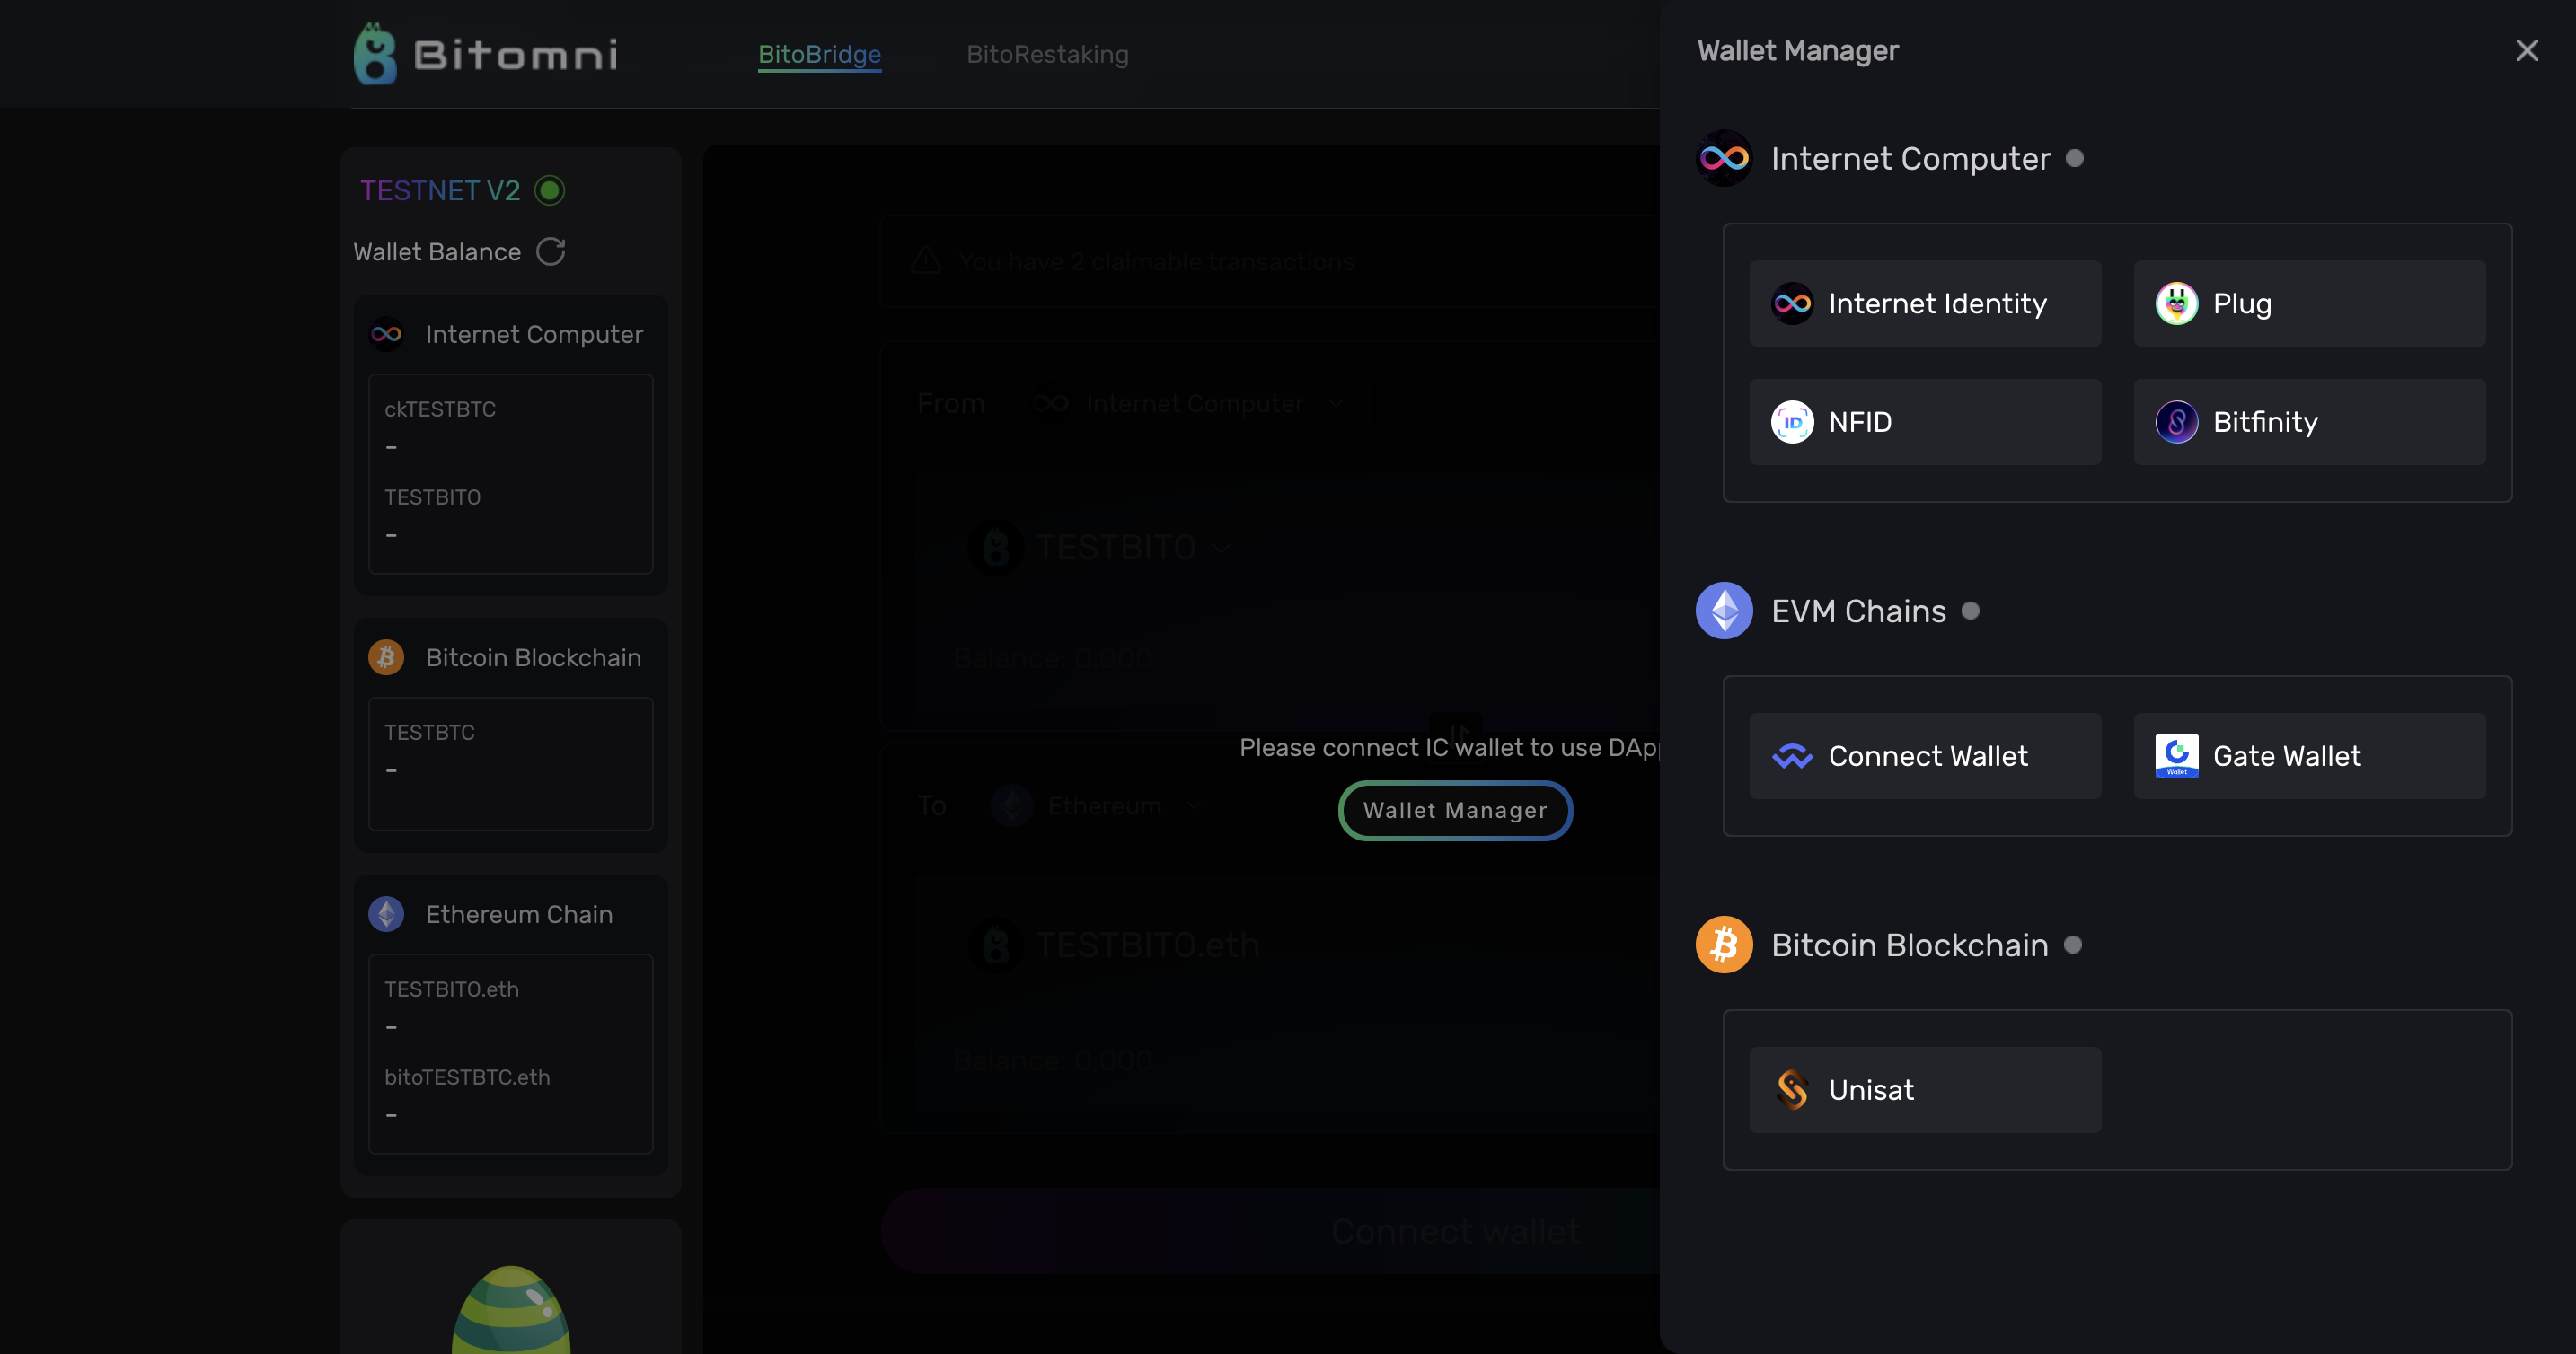 Bitomni
BitoBridge
BitoRestaking
TESTNET V2
Wallet Balance
Internet Computer
ckTESTBTC
–
TESTBITO
–
Bitcoin Blockchain
TESTBTC
–
Ethereum Chain
TESTBITO.eth
–
bitoTESTBTC.eth
–
You have 2 claimable transactions
From
Internet Computer
TESTBITO
Balance: 0.000
Please connect IC wallet to use DApp
Wallet Manager
To
Ethereum
TESTBITO.eth
Balance: 0.000
Connect wallet
Wallet Manager
Internet Computer
Internet Identity
Plug
NFID
Bitfinity
EVM Chains
Connect Wallet
Wallet
Gate Wallet
Bitcoin Blockchain
Unisat